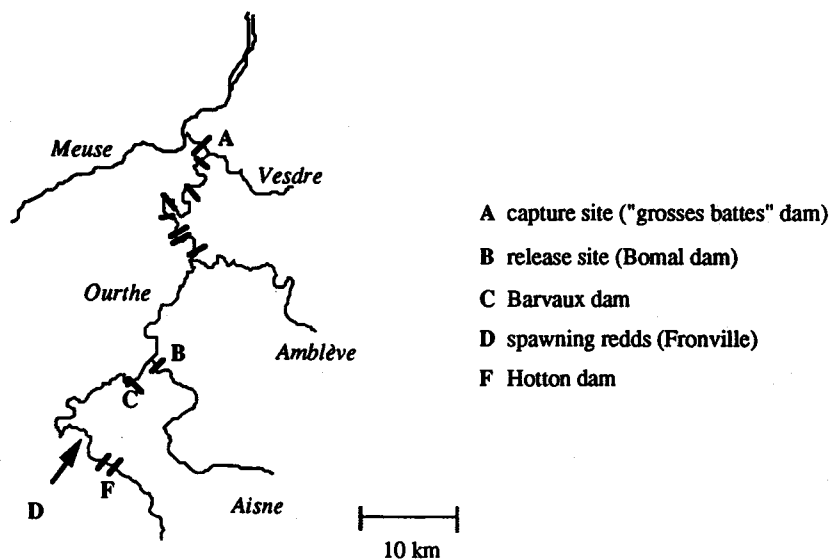 A
Meuse
Vesdre
Ourthe
Amblève
B
C
D
F
Aisne
10 km
A capture site ("grosses battes" dam)
B release site (Bomal dam)
C Barvaux dam
D spawning redds (Fronville)
F Hotton dam